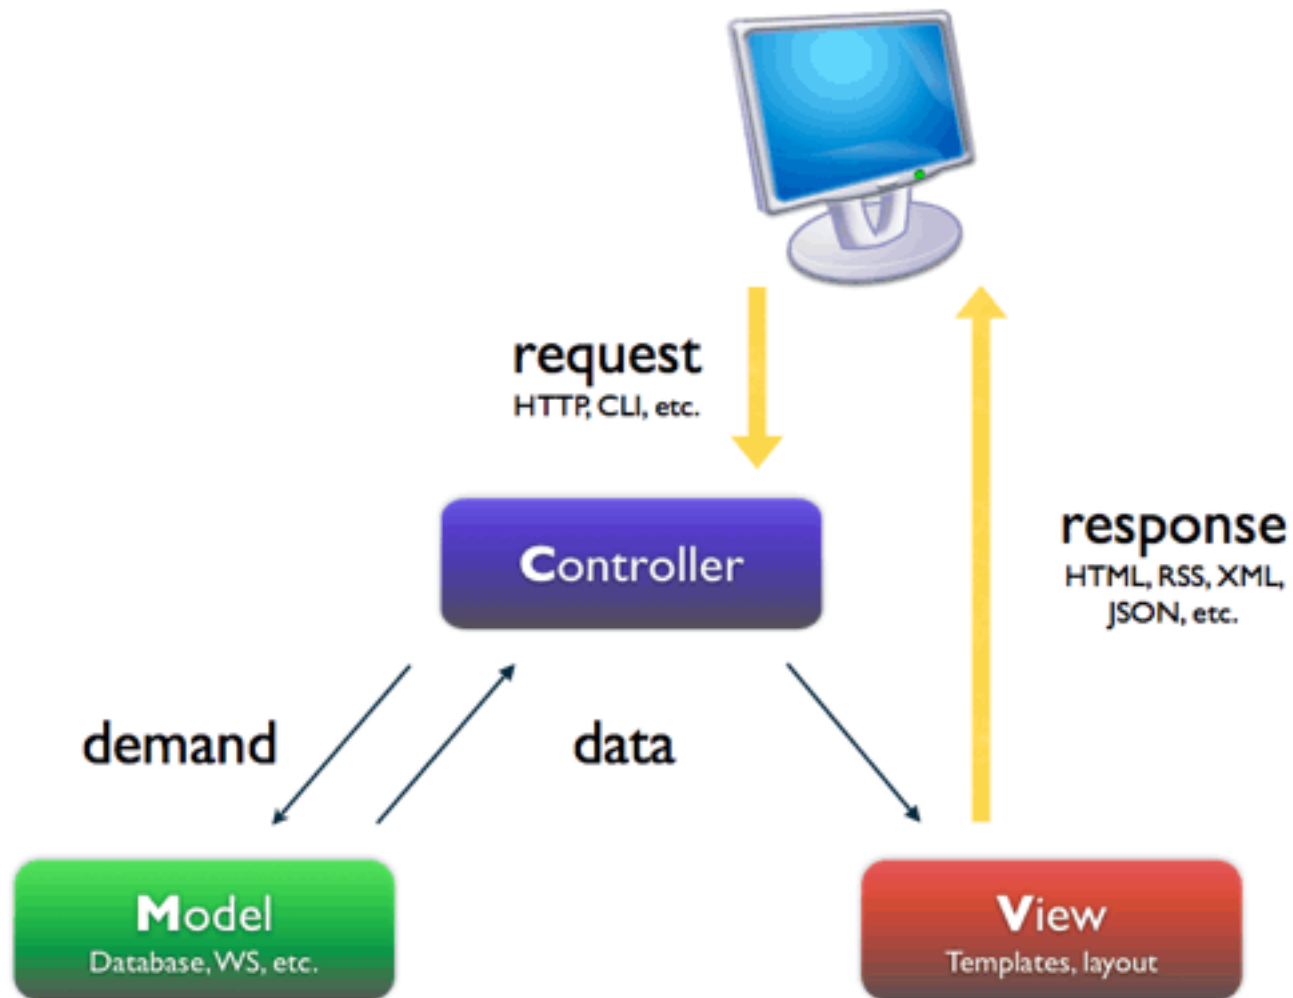 request
HTTP, CLI, etc.
Controller
response
HTML, RSS, XML,
JSON, etc.
demand
data
Model
Database, WS, etc.
View
Templates, layout